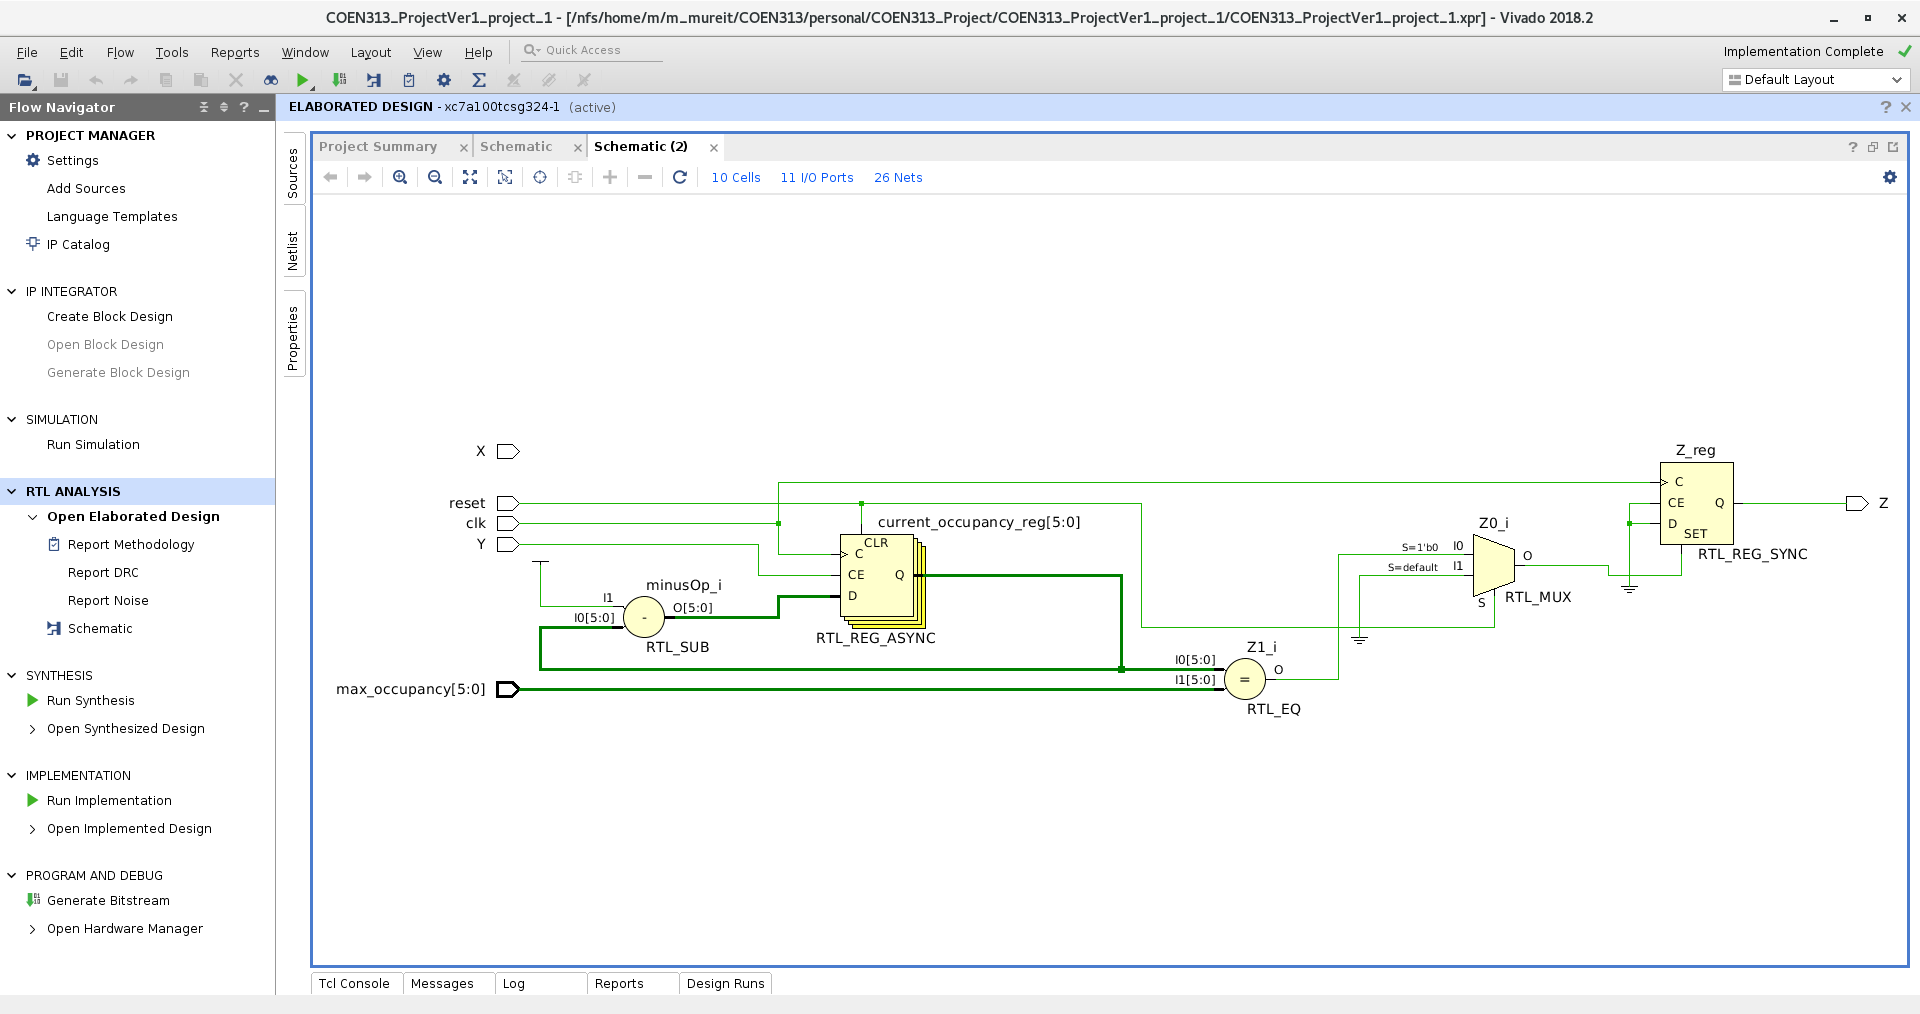 COEN313_ProjectVer1_project_1 - [/nfs/home/m/m_mureit/COEN313/personal/COEN313_Project/COEN313_ProjectVer1_project_1/COEN313_ProjectVer1_project_1.xpr] - Vivado 2018.2
File Edit Flow Tools Reports Window Layout View Help Quick Access
Implementation Complete
Default Layout
Flow Navigator
ELABORATED DESIGN - xc7a100tcsg324-1 (active)
PROJECT MANAGER
Settings
Add Sources
Language Templates
IP Catalog
IP INTEGRATOR
Create Block Design
Open Block Design
Generate Block Design
SIMULATION
Run Simulation
RTL ANALYSIS
Open Elaborated Design
Report Methodology
Report DRC
Report Noise
Schematic
SYNTHESIS
Run Synthesis
Open Synthesized Design
IMPLEMENTATION
Run Implementation
Open Implemented Design
PROGRAM AND DEBUG
Generate Bitstream
Open Hardware Manager
Sources
Netlist
Properties
Project Summary Schematic Schematic (2)
10 Cells 11 I/O Ports 26 Nets
X
reset
clk
Y
max_occupancy[5:0]
minusOp_i
I1
I0[5:0]
O[5:0]
-
RTL_SUB
current_occupancy_reg[5:0]
CLR
C
CE
Q
D
RTL_REG_ASYNC
Z1_i
I0[5:0]
I1[5:0]
O
=
RTL_EQ
Z0_i
S=1'b0 I0
S=default I1
O
S
RTL_MUX
Z_reg
C
CE
Q
D
SET
RTL_REG_SYNC
Z
Tcl Console Messages Log Reports Design Runs